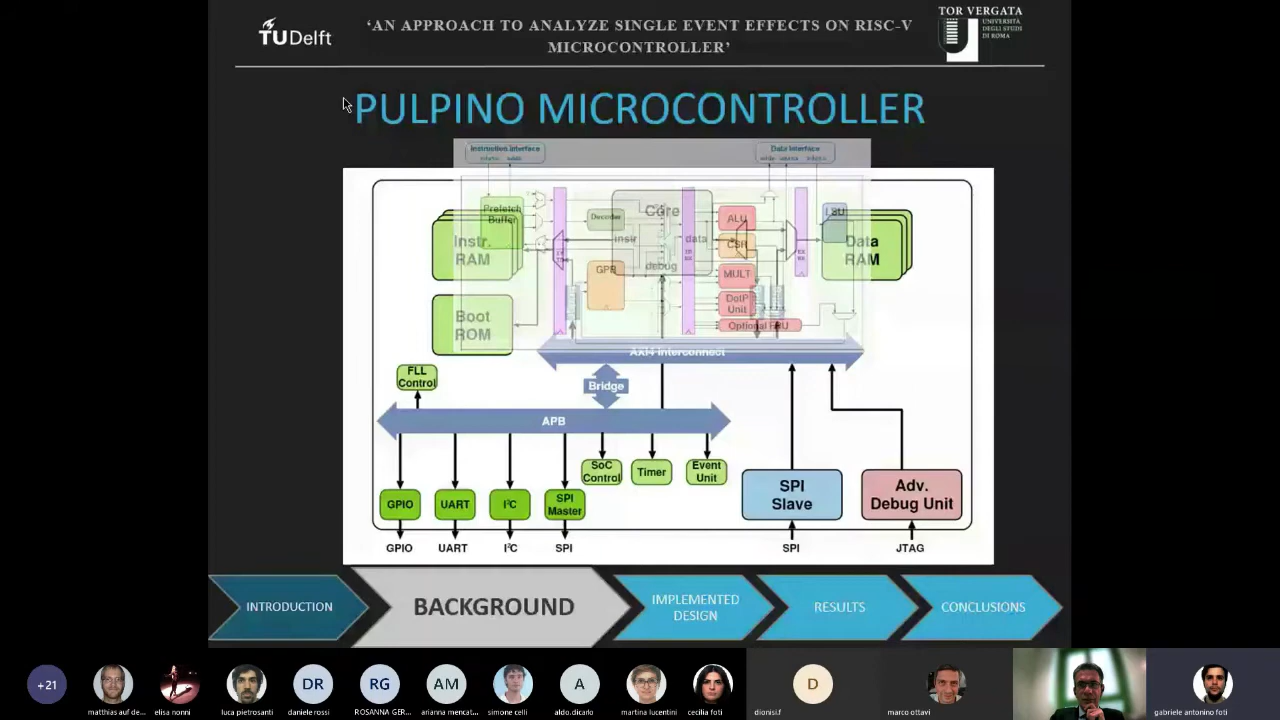 TUDelft
‘AN APPROACH TO ANALYZE SINGLE EVENT EFFECTS ON RISC-V
MICROCONTROLLER’
TOR VERGATA
UNIVERSITÀ
DEGLI STUDI
DI ROMA
PULPINO MICROCONTROLLER
Instruction Interface
Data Interface
Prefetch
Buffer
Decoder
Core
ALU
LSU
Instr.
RAM
instr
data
CSR
Data
RAM
GPR
debug
MULT
DotP
Unit
Boot
ROM
AXI4 Interconnect
FLL
Control
Bridge
APB
SoC
Control
Timer
Event
Unit
GPIO
UART
I²C
SPI
Master
SPI
Slave
Adv.
Debug Unit
GPIO
UART
I²C
SPI
SPI
JTAG
INTRODUCTION
BACKGROUND
IMPLEMENTED
DESIGN
RESULTS
CONCLUSIONS
+21
matthias auf de...
elisa nonni
luca pietrosanti
DR
daniele rossi
RG
ROSANNA GER...
AM
arianna mencat...
simone celli
A
aldo.dicarlo
martina lucentini
cecilia foti
D
dionisi.f
marco ottavi
gabriele antonino foti